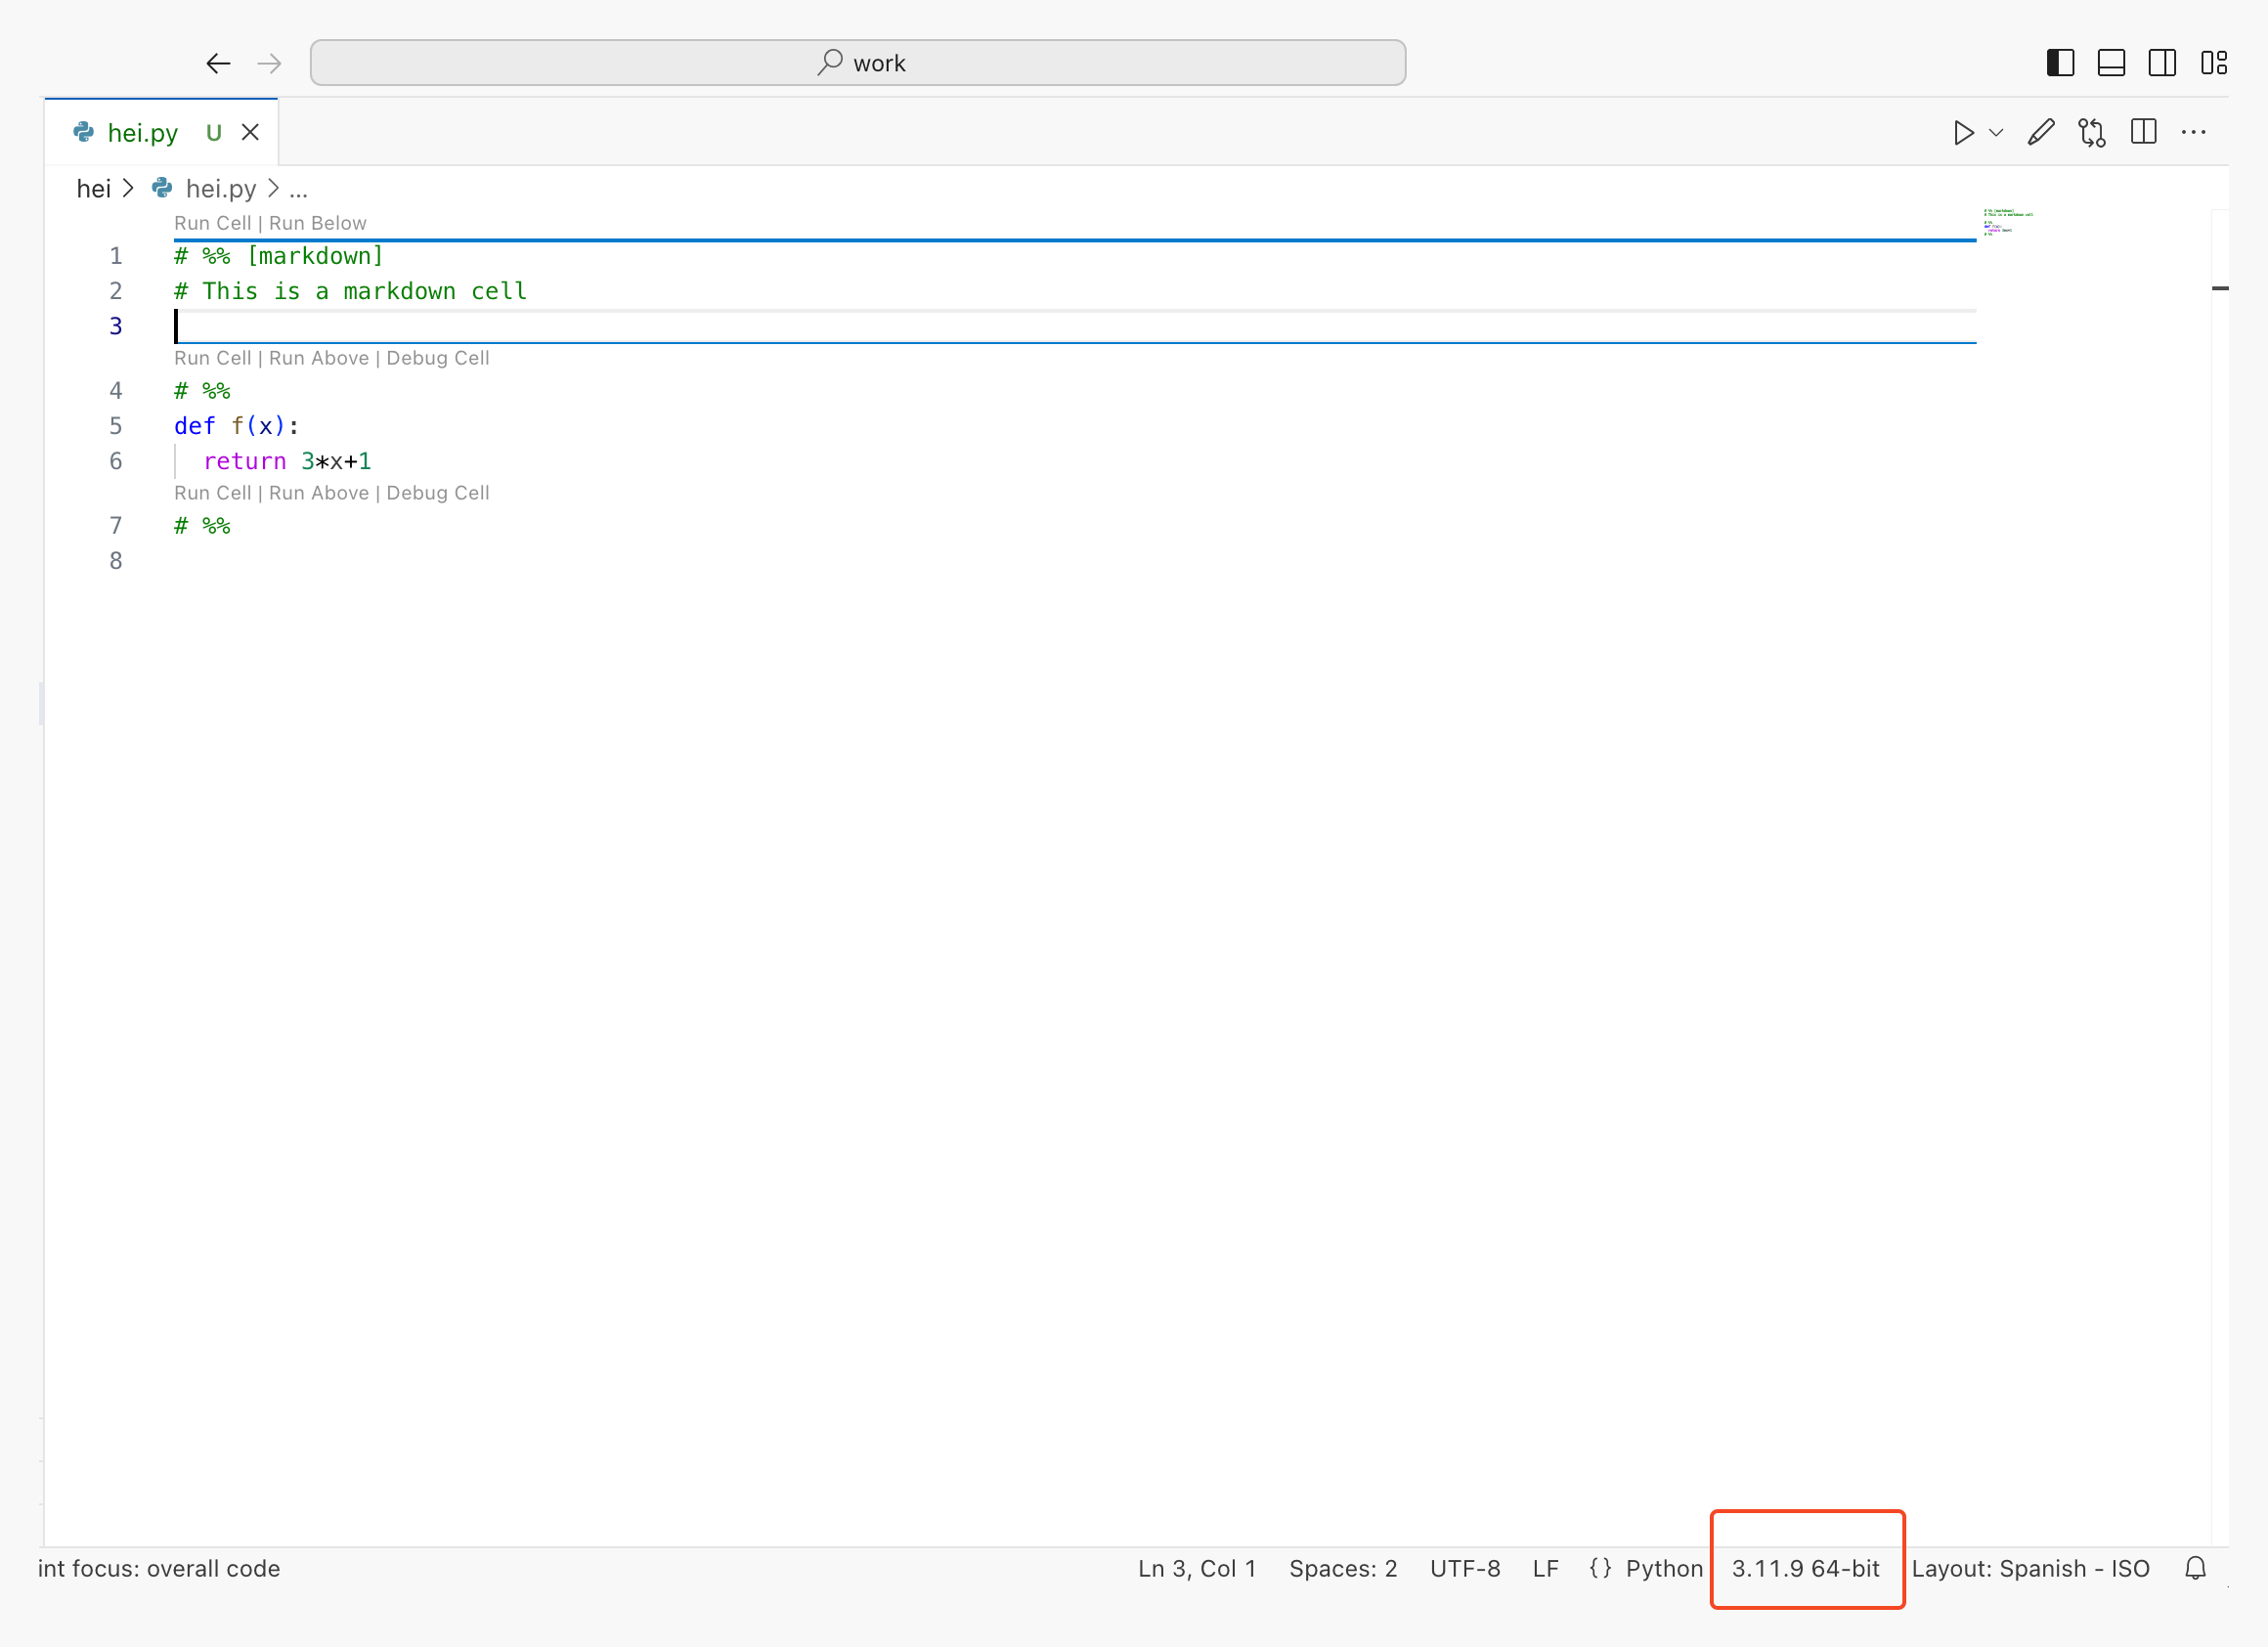 work
hei.py U
hei > hei.py > ...
Run Cell | Run Below
1 # %% [markdown]
2 # This is a markdown cell
3
Run Cell | Run Above | Debug Cell
4 # %%
5 def f(x):
6 return 3*x+1
Run Cell | Run Above | Debug Cell
7 # %%
8
int focus: overall code Ln 3, Col 1 Spaces: 2 UTF-8 LF {} Python 3.11.9 64-bit Layout: Spanish - ISO